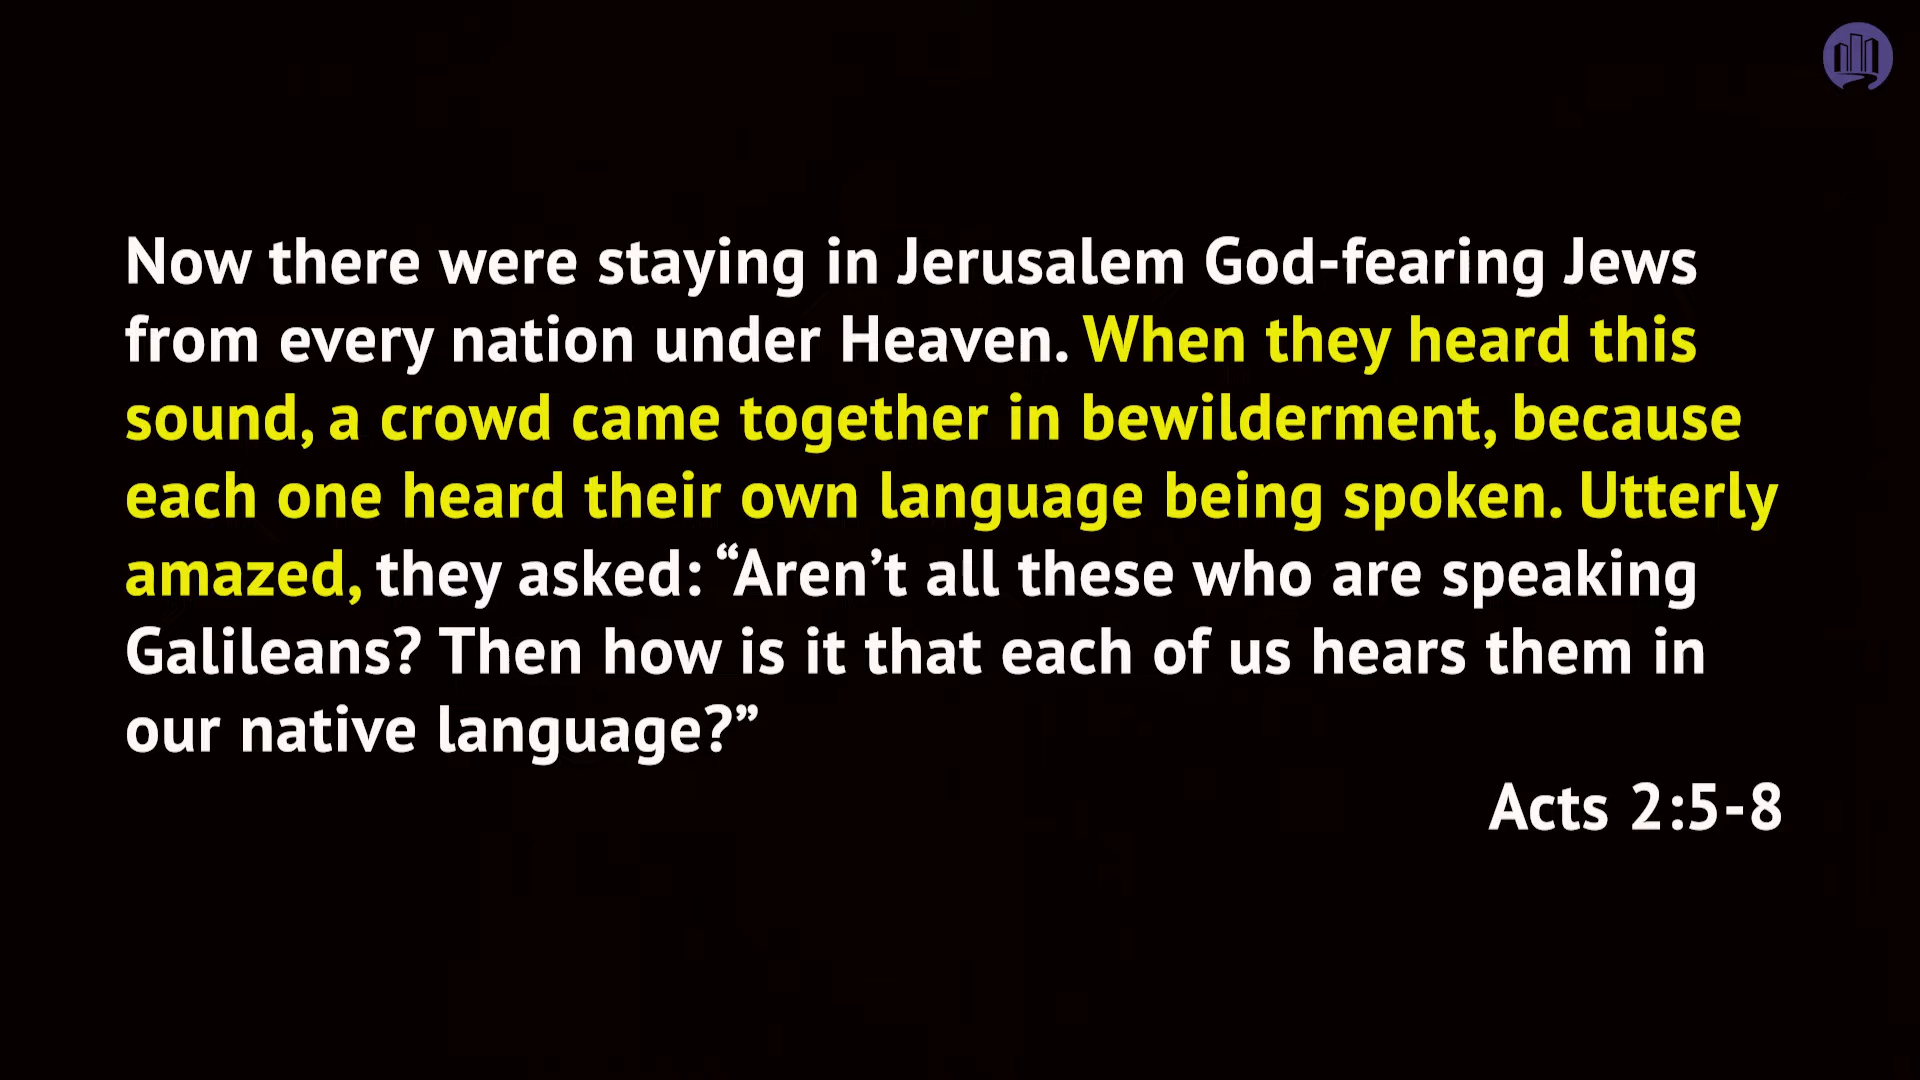 Now there were staying in Jerusalem God-fearing Jews
from every nation under Heaven. When they heard this
sound, a crowd came together in bewilderment, because
each one heard their own language being spoken. Utterly
amazed, they asked: “Aren’t all these who are speaking
Galileans? Then how is it that each of us hears them in
our native language?”
Acts 2:5-8